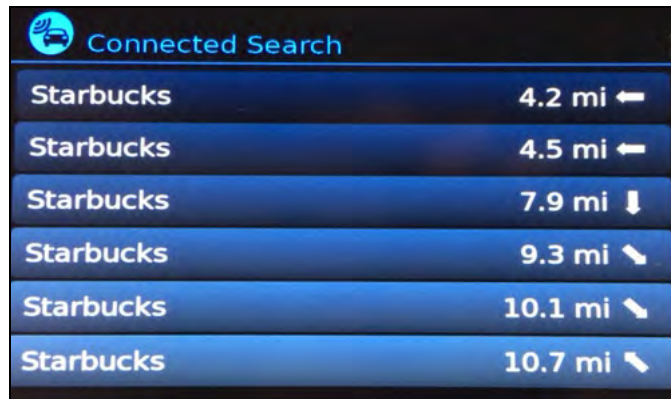 Connected Search
Starbucks 4.2 mi
Starbucks 4.5 mi
Starbucks 7.9 mi
Starbucks 9.3 mi
Starbucks 10.1 mi
Starbucks 10.7 mi